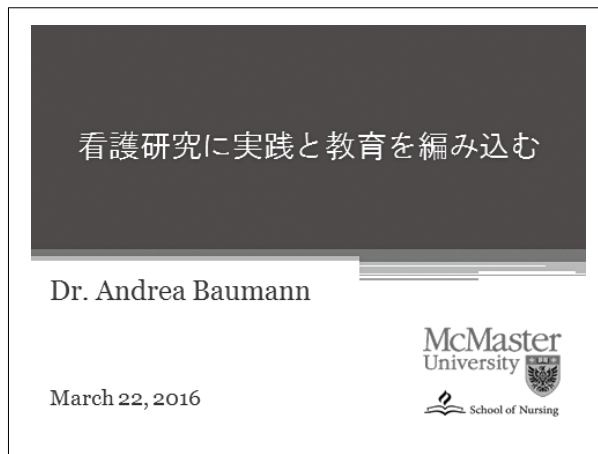 看護研究に実践と教育を編み込む
Dr. Andrea Baumann
McMaster
University
School of Nursing
March 22, 2016